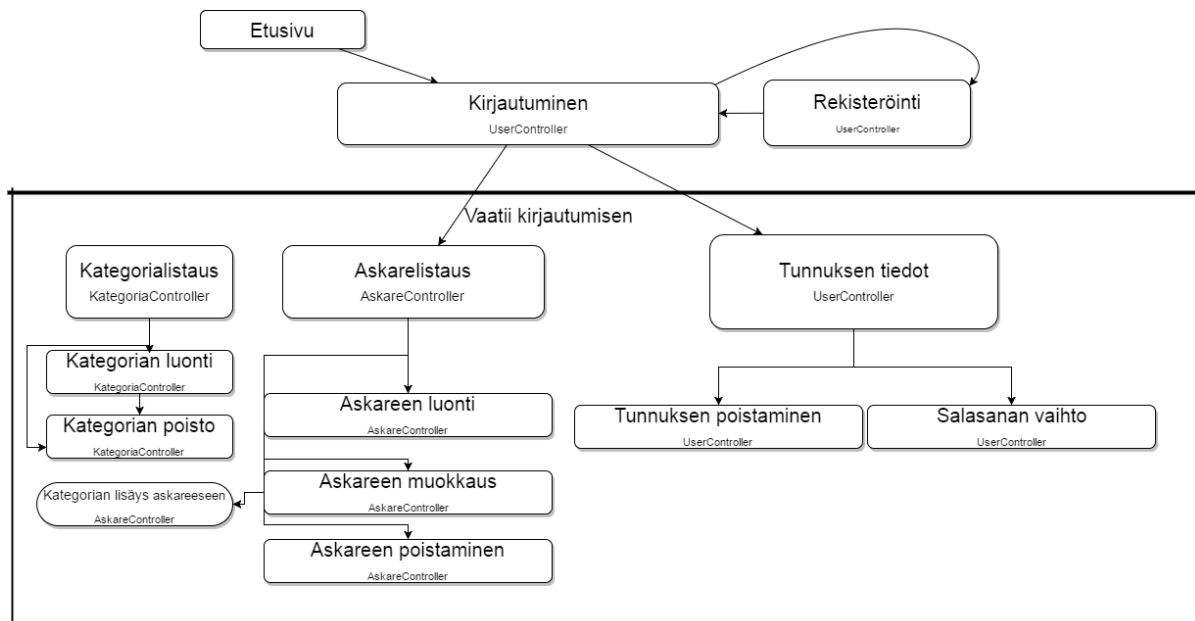 Etusivu
Kirjautuminen
UserController
Rekisteröinti
UserController
Vaatii kirjautumisen
Kategorialistaus
KategoriaController
Askarelistaus
AskareController
Tunnuksen tiedot
UserController
Kategorian luonti
KategoriaController
Kategorian poisto
KategoriaController
Askareen luonti
AskareController
Tunnuksen poistaminen
UserController
Salasanan vaihto
UserController
Kategorian lisäys askareeseen
AskareController
Askareen muokkaus
AskareController
Askareen poistaminen
AskareController